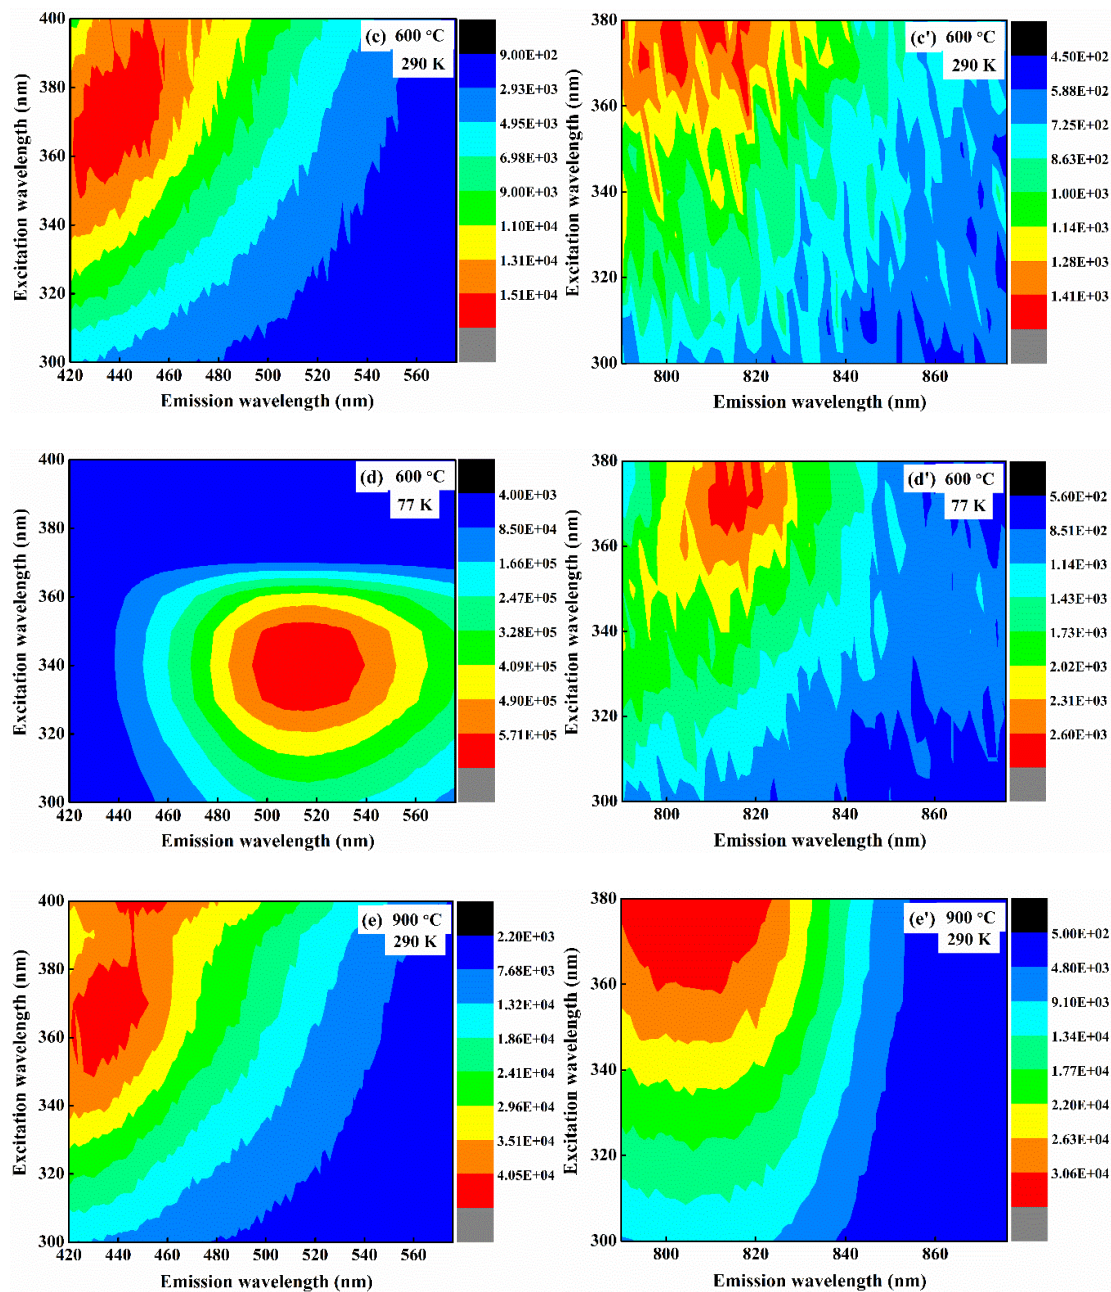 400
380
360
340
320
300
420
440
460
480
500
520
540
560
Excitation wavelength (nm)
Emission wavelength (nm)
(c) 600 °C
290 K
9.00E+02
2.93E+03
4.95E+03
6.98E+03
9.00E+03
1.10E+04
1.31E+04
1.51E+04
380
360
340
320
300
800
820
840
860
Excitation wavelength (nm)
Emission wavelength (nm)
(c') 600 °C
290 K
4.50E+02
5.88E+02
7.25E+02
8.63E+02
1.00E+03
1.14E+03
1.28E+03
1.41E+03
400
380
360
340
320
300
420
440
460
480
500
520
540
560
Excitation wavelength (nm)
Emission wavelength (nm)
(d) 600 °C
77 K
4.00E+03
8.50E+04
1.66E+05
2.47E+05
3.28E+05
4.09E+05
4.90E+05
5.71E+05
380
360
340
320
300
800
820
840
860
Excitation wavelength (nm)
Emission wavelength (nm)
(d') 600 °C
77 K
5.60E+02
8.51E+02
1.14E+03
1.43E+03
1.73E+03
2.02E+03
2.31E+03
2.60E+03
400
380
360
340
320
300
420
440
460
480
500
520
540
560
Excitation wavelength (nm)
Emission wavelength (nm)
(e) 900 °C
290 K
2.20E+03
7.68E+03
1.32E+04
1.86E+04
2.41E+04
2.96E+04
3.51E+04
4.05E+04
380
360
340
320
300
800
820
840
860
Excitation wavelength (nm)
Emission wavelength (nm)
(e') 900 °C
290 K
5.00E+02
4.80E+03
9.10E+03
1.34E+04
1.77E+04
2.20E+04
2.63E+04
3.06E+04